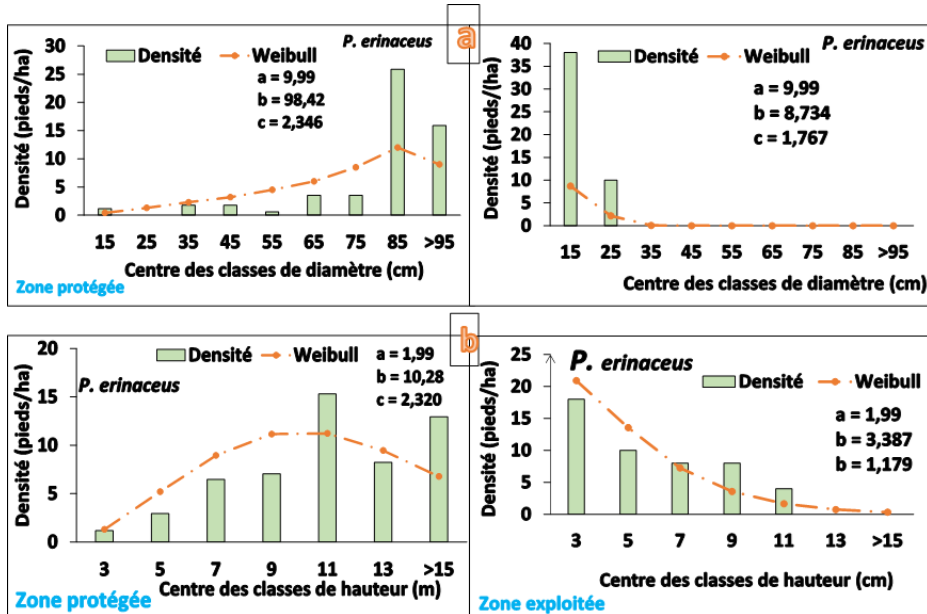 a
P. erinaceus
Densité Weibull
a = 9,99
b = 98,42
c = 2,346
Densité (pieds/ha)
30
25
20
15
10
5
0
15 25 35 45 55 65 75 85 >95
Centre des classes de diamètre (cm)
Zone protégée
P. erinaceus
Densité Weibull
a = 9,99
b = 8,734
c = 1,767
Densité (pieds/(ha)
40
35
30
25
20
15
10
5
0
15 25 35 45 55 65 75 85 >95
Centre des classes de diamètre (cm)
b
Densité Weibull
P. erinaceus
a = 1,99
b = 10,28
c = 2,320
Densité (pieds/ha)
20
15
10
5
0
3 5 7 9 11 13 >15
Centre des classes de hauteur (m)
Zone protégée
P. erinaceus
Densité Weibull
a = 1,99
b = 3,387
b = 1,179
Densité (pieds/ha)
25
20
15
10
5
0
3 5 7 9 11 13 >15
Centre des classes de hauteur (cm)
Zone exploitée